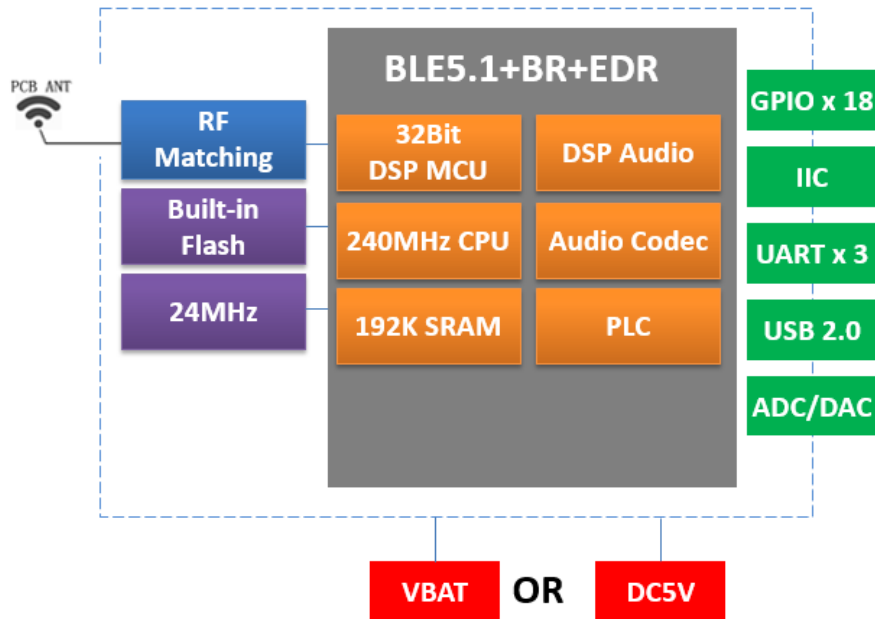 BLE5.1+BR+EDR
PCB ANT
RF
Matching
Built-in
Flash
24MHz
32Bit
DSP MCU
DSP Audio
240MHz CPU
Audio Codec
192K SRAM
PLC
GPIO x 18
IIC
UART x 3
USB 2.0
ADC/DAC
VBAT OR DC5V